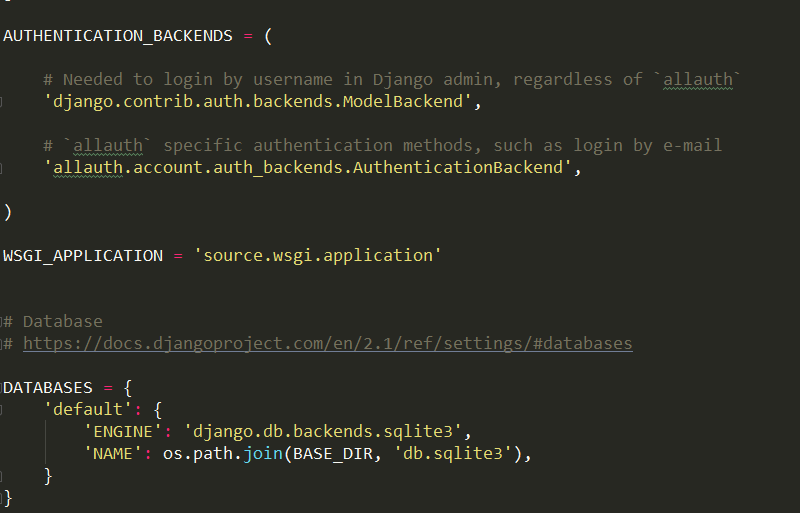 AUTHENTICATION_BACKENDS = (
# Needed to login by username in Django admin, regardless of `allauth`
'django.contrib.auth.backends.ModelBackend',
# `allauth` specific authentication methods, such as login by e-mail
'allauth.account.auth_backends.AuthenticationBackend',
)
WSGI_APPLICATION = 'source.wsgi.application'
# Database
# https://docs.djangoproject.com/en/2.1/ref/settings/#databases
DATABASES = {
'default': {
'ENGINE': 'django.db.backends.sqlite3',
'NAME': os.path.join(BASE_DIR, 'db.sqlite3'),
}
}